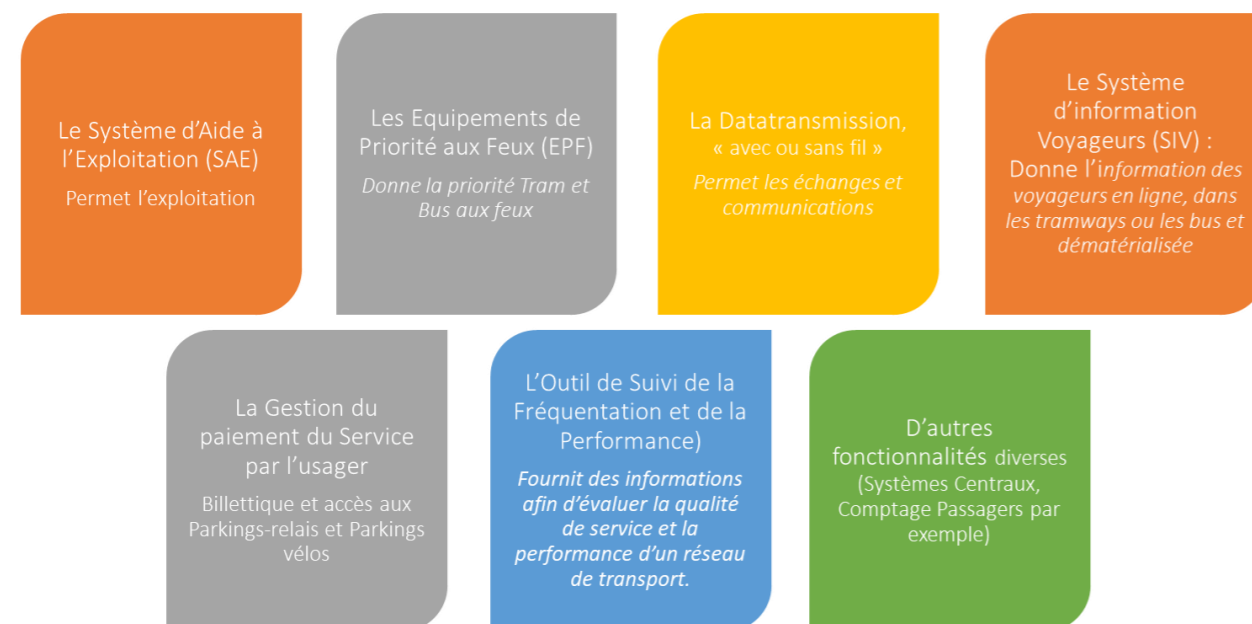 Le Système d’Aide à
l’Exploitation (SAE)
Permet l’exploitation
Les Equipements de
Priorité aux Feux (EPF)
Donne la priorité Tram et
Bus aux feux
La Datatransmission,
« avec ou sans fil »
Permet les échanges et
communications
Le Système
d’information
Voyageurs (SIV) :
Donne l’information des
voyageurs en ligne, dans
les tramways ou les bus et
dématérialisée
La Gestion du
paiement du Service
par l’usager
Billettique et accès aux
Parkings-relais et Parkings
vélos
L’Outil de Suivi de la
Fréquentation et de la
Performance)
Fournit des informations
afin d’évaluer la qualité
de service et la
performance d’un réseau
de transport.
D’autres
fonctionnalités diverses
(Systèmes Centraux,
Comptage Passagers par
exemple)